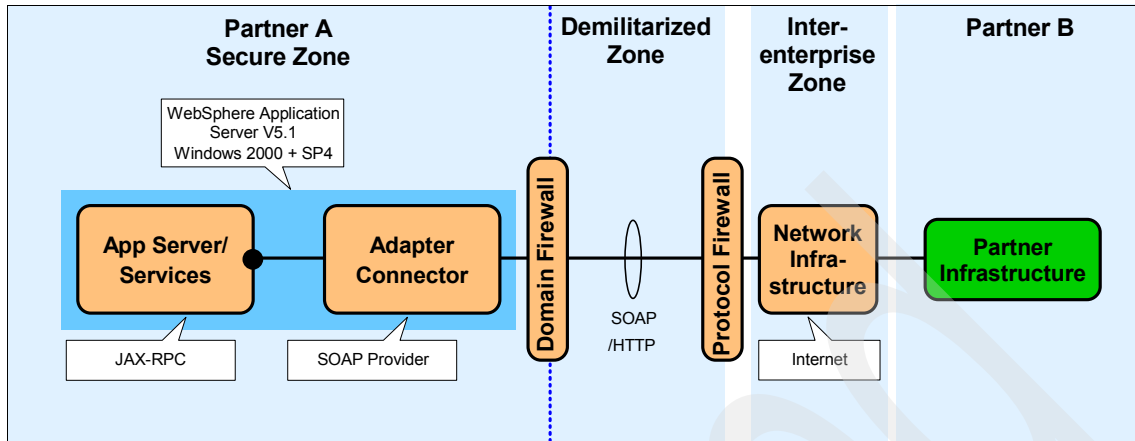 Partner A
Secure Zone
Demilitarized
Zone
Inter-
enterprise
Zone
Partner B
WebSphere Application
Server V5.1
Windows 2000 + SP4
App Server/
Services
Adapter
Connector
Domain Firewall
SOAP
/HTTP
Protocol Firewall
Network
Infra-
structure
Partner
Infrastructure
JAX-RPC
SOAP Provider
Internet